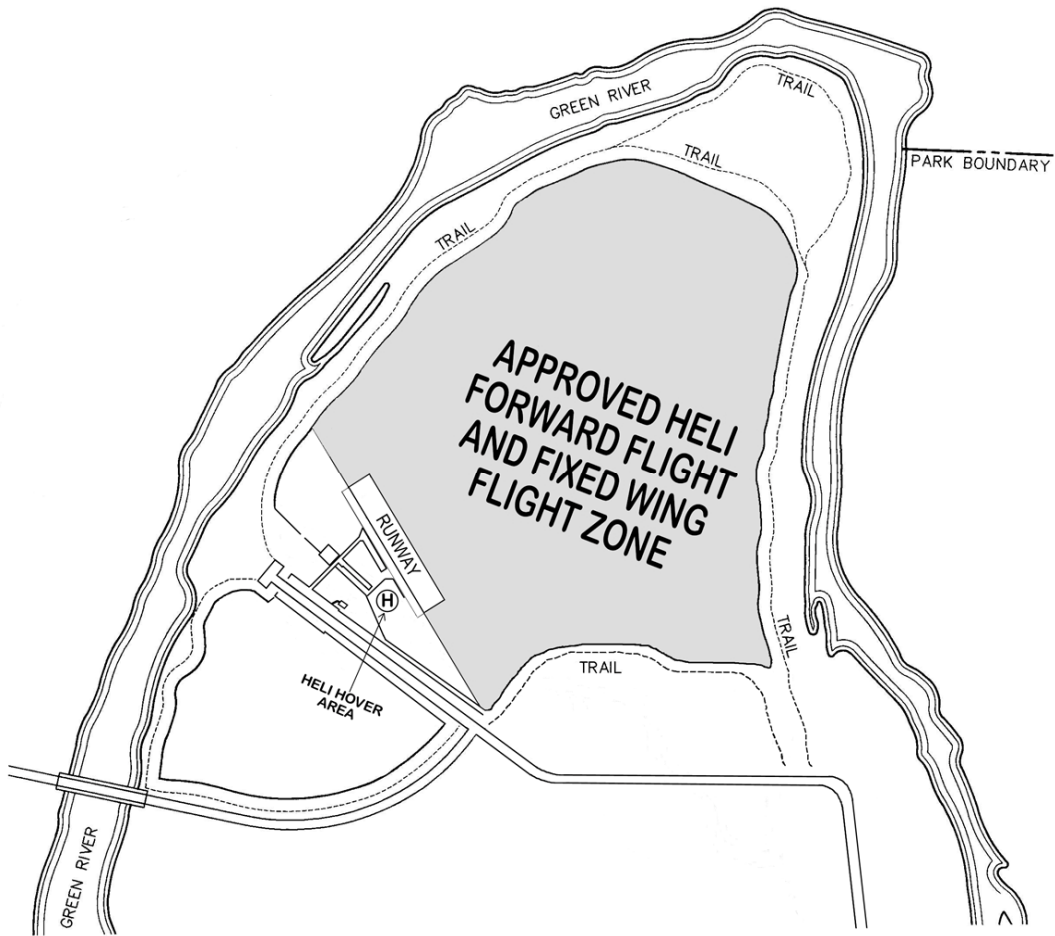 GREEN RIVER
TRAIL
TRAIL
PARK BOUNDARY
TRAIL
APPROVED HELI
FORWARD FLIGHT
AND FIXED WING
FLIGHT ZONE
RUNWAY
H
TRAIL
TRAIL
HELI HOVER
AREA
GREEN RIVER